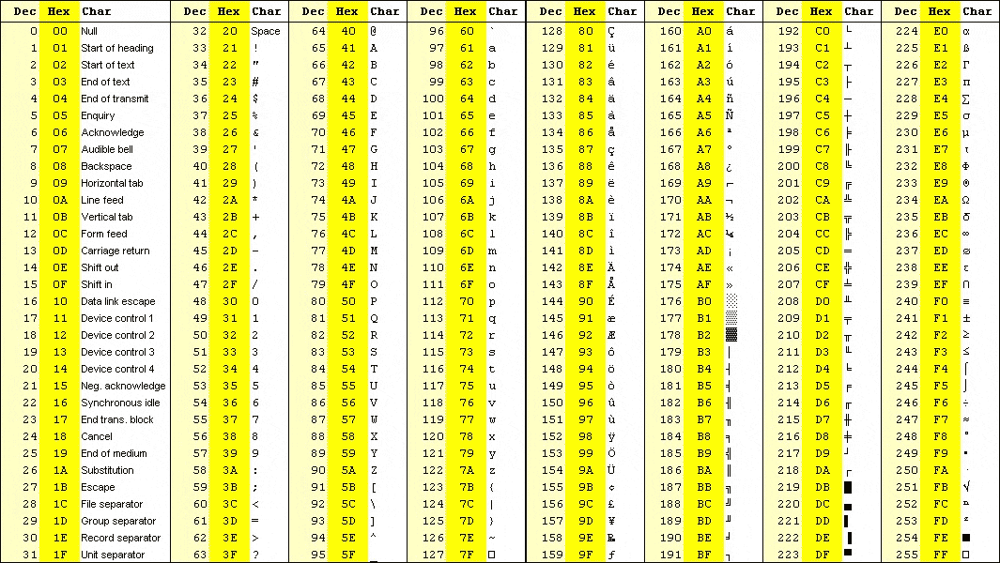 Dec Hex Char Dec Hex Char Dec Hex Char Dec Hex Char Dec Hex Char Dec Hex Char Dec Hex Char Dec Hex Char
0 00 Null 32 20 Space 64 40 @ 96 60 ` 128 80 Ç 160 A0 á 192 C0 └ 224 E0 α
1 01 Start of heading 33 21 ! 65 41 A 97 61 a 129 81 ü 161 A1 í 193 C1 ┴ 225 E1 ß
2 02 Start of text 34 22 " 66 42 B 98 62 b 130 82 é 162 A2 ó 194 C2 ┬ 226 E2 Γ
3 03 End of text 35 23 # 67 43 C 99 63 c 131 83 â 163 A3 ú 195 C3 ├ 227 E3 π
4 04 End of transmit 36 24 $ 68 44 D 100 64 d 132 84 ä 164 A4 ñ 196 C4 ─ 228 E4 Σ
5 05 Enquiry 37 25 % 69 45 E 101 65 e 133 85 à 165 A5 Ñ 197 C5 ┼ 229 E5 σ
6 06 Acknowledge 38 26 & 70 46 F 102 66 f 134 86 å 166 A6 ª 198 C6 ╞ 230 E6 µ
7 07 Audible bell 39 27 ' 71 47 G 103 67 g 135 87 ç 167 A7 º 199 C7 ╟ 231 E7 τ
8 08 Backspace 40 28 ( 72 48 H 104 68 h 136 88 ê 168 A8 ¿ 200 C8 ╚ 232 E8 Φ
9 09 Horizontal tab 41 29 ) 73 49 I 105 69 i 137 89 ë 169 A9 ⌐ 201 C9 ╔ 233 E9 Θ
10 0A Line feed 42 2A * 74 4A J 106 6A j 138 8A è 170 AA ¬ 202 CA ╩ 234 EA Ω
11 0B Vertical tab 43 2B + 75 4B K 107 6B k 139 8B ï 171 AB ½ 203 CB ╦ 235 EB δ
12 0C Form feed 44 2C , 76 4C L 108 6C l 140 8C î 172 AC ¼ 204 CC ╠ 236 EC ∞
13 0D Carriage return 45 2D - 77 4D M 109 6D m 141 8D ì 173 AD ¡ 205 CD ═ 237 ED ø
14 0E Shift out 46 2E . 78 4E N 110 6E n 142 8E Ä 174 AE « 206 CE ╬ 238 EE ε
15 0F Shift in 47 2F / 79 4F O 111 6F o 143 8F Å 175 AF » 207 CF ╧ 239 EF ∩
16 10 Data link escape 48 30 0 80 50 P 112 70 p 144 90 É 176 B0 ░ 208 D0 ╨ 240 F0 ≡
17 11 Device control 1 49 31 1 81 51 Q 113 71 q 145 91 æ 177 B1 ▒ 209 D1 ╤ 241 F1 ±
18 12 Device control 2 50 32 2 82 52 R 114 72 r 146 92 Æ 178 B2 ▓ 210 D2 ╥ 242 F2 ≥
19 13 Device control 3 51 33 3 83 53 S 115 73 s 147 93 ô 179 B3 │ 211 D3 ╙ 243 F3 ≤
20 14 Device control 4 52 34 4 84 54 T 116 74 t 148 94 ö 180 B4 ┤ 212 D4 ╘ 244 F4 ⌠
21 15 Neg. acknowledge 53 35 5 85 55 U 117 75 u 149 95 ò 181 B5 ╡ 213 D5 ╒ 245 F5 ⌡
22 16 Synchronous idle 54 36 6 86 56 V 118 76 v 150 96 û 182 B6 ╢ 214 D6 ╓ 246 F6 ÷
23 17 End trans. block 55 37 7 87 57 W 119 77 w 151 97 ù 183 B7 ╖ 215 D7 ╫ 247 F7 ≈
24 18 Cancel 56 38 8 88 58 X 120 78 x 152 98 ÿ 184 B8 ╕ 216 D8 ╪ 248 F8 °
25 19 End of medium 57 39 9 89 59 Y 121 79 y 153 99 Ö 185 B9 ╣ 217 D9 ┘ 249 F9 ∙
26 1A Substitution 58 3A : 90 5A Z 122 7A z 154 9A Ü 186 BA ║ 218 DA ┌ 250 FA ·
27 1B Escape 59 3B ; 91 5B [ 123 7B { 155 9B ¢ 187 BB ╗ 219 DB █ 251 FB √
28 1C File separator 60 3C < 92 5C \ 124 7C | 156 9C £ 188 BC ╝ 220 DC ▄ 252 FC ⁿ
29 1D Group separator 61 3D = 93 5D ] 125 7D } 157 9D ¥ 189 BD ╜ 221 DD ▌ 253 FD ²
30 1E Record separator 62 3E > 94 5E ^ 126 7E ~ 158 9E ₧ 190 BE ╛ 222 DE ▐ 254 FE ■
31 1F Unit separator 63 3F ? 95 5F _ 127 7F □ 159 9F ƒ 191 BF ┐ 223 DF ▀ 255 FF □